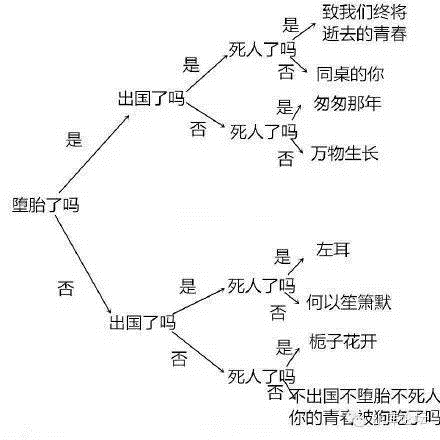 是
致我们终将
逝去的青春
死人了吗
是
否
同桌的你
出国了吗
是
匆匆那年
否
死人了吗
是
否
万物生长
堕胎了吗
是
左耳
死人了吗
否
是
否
何以笙箫默
出国了吗
是
栀子花开
否
死人了吗
否
不出国不堕胎不死人
你的青春被狗吃了吗